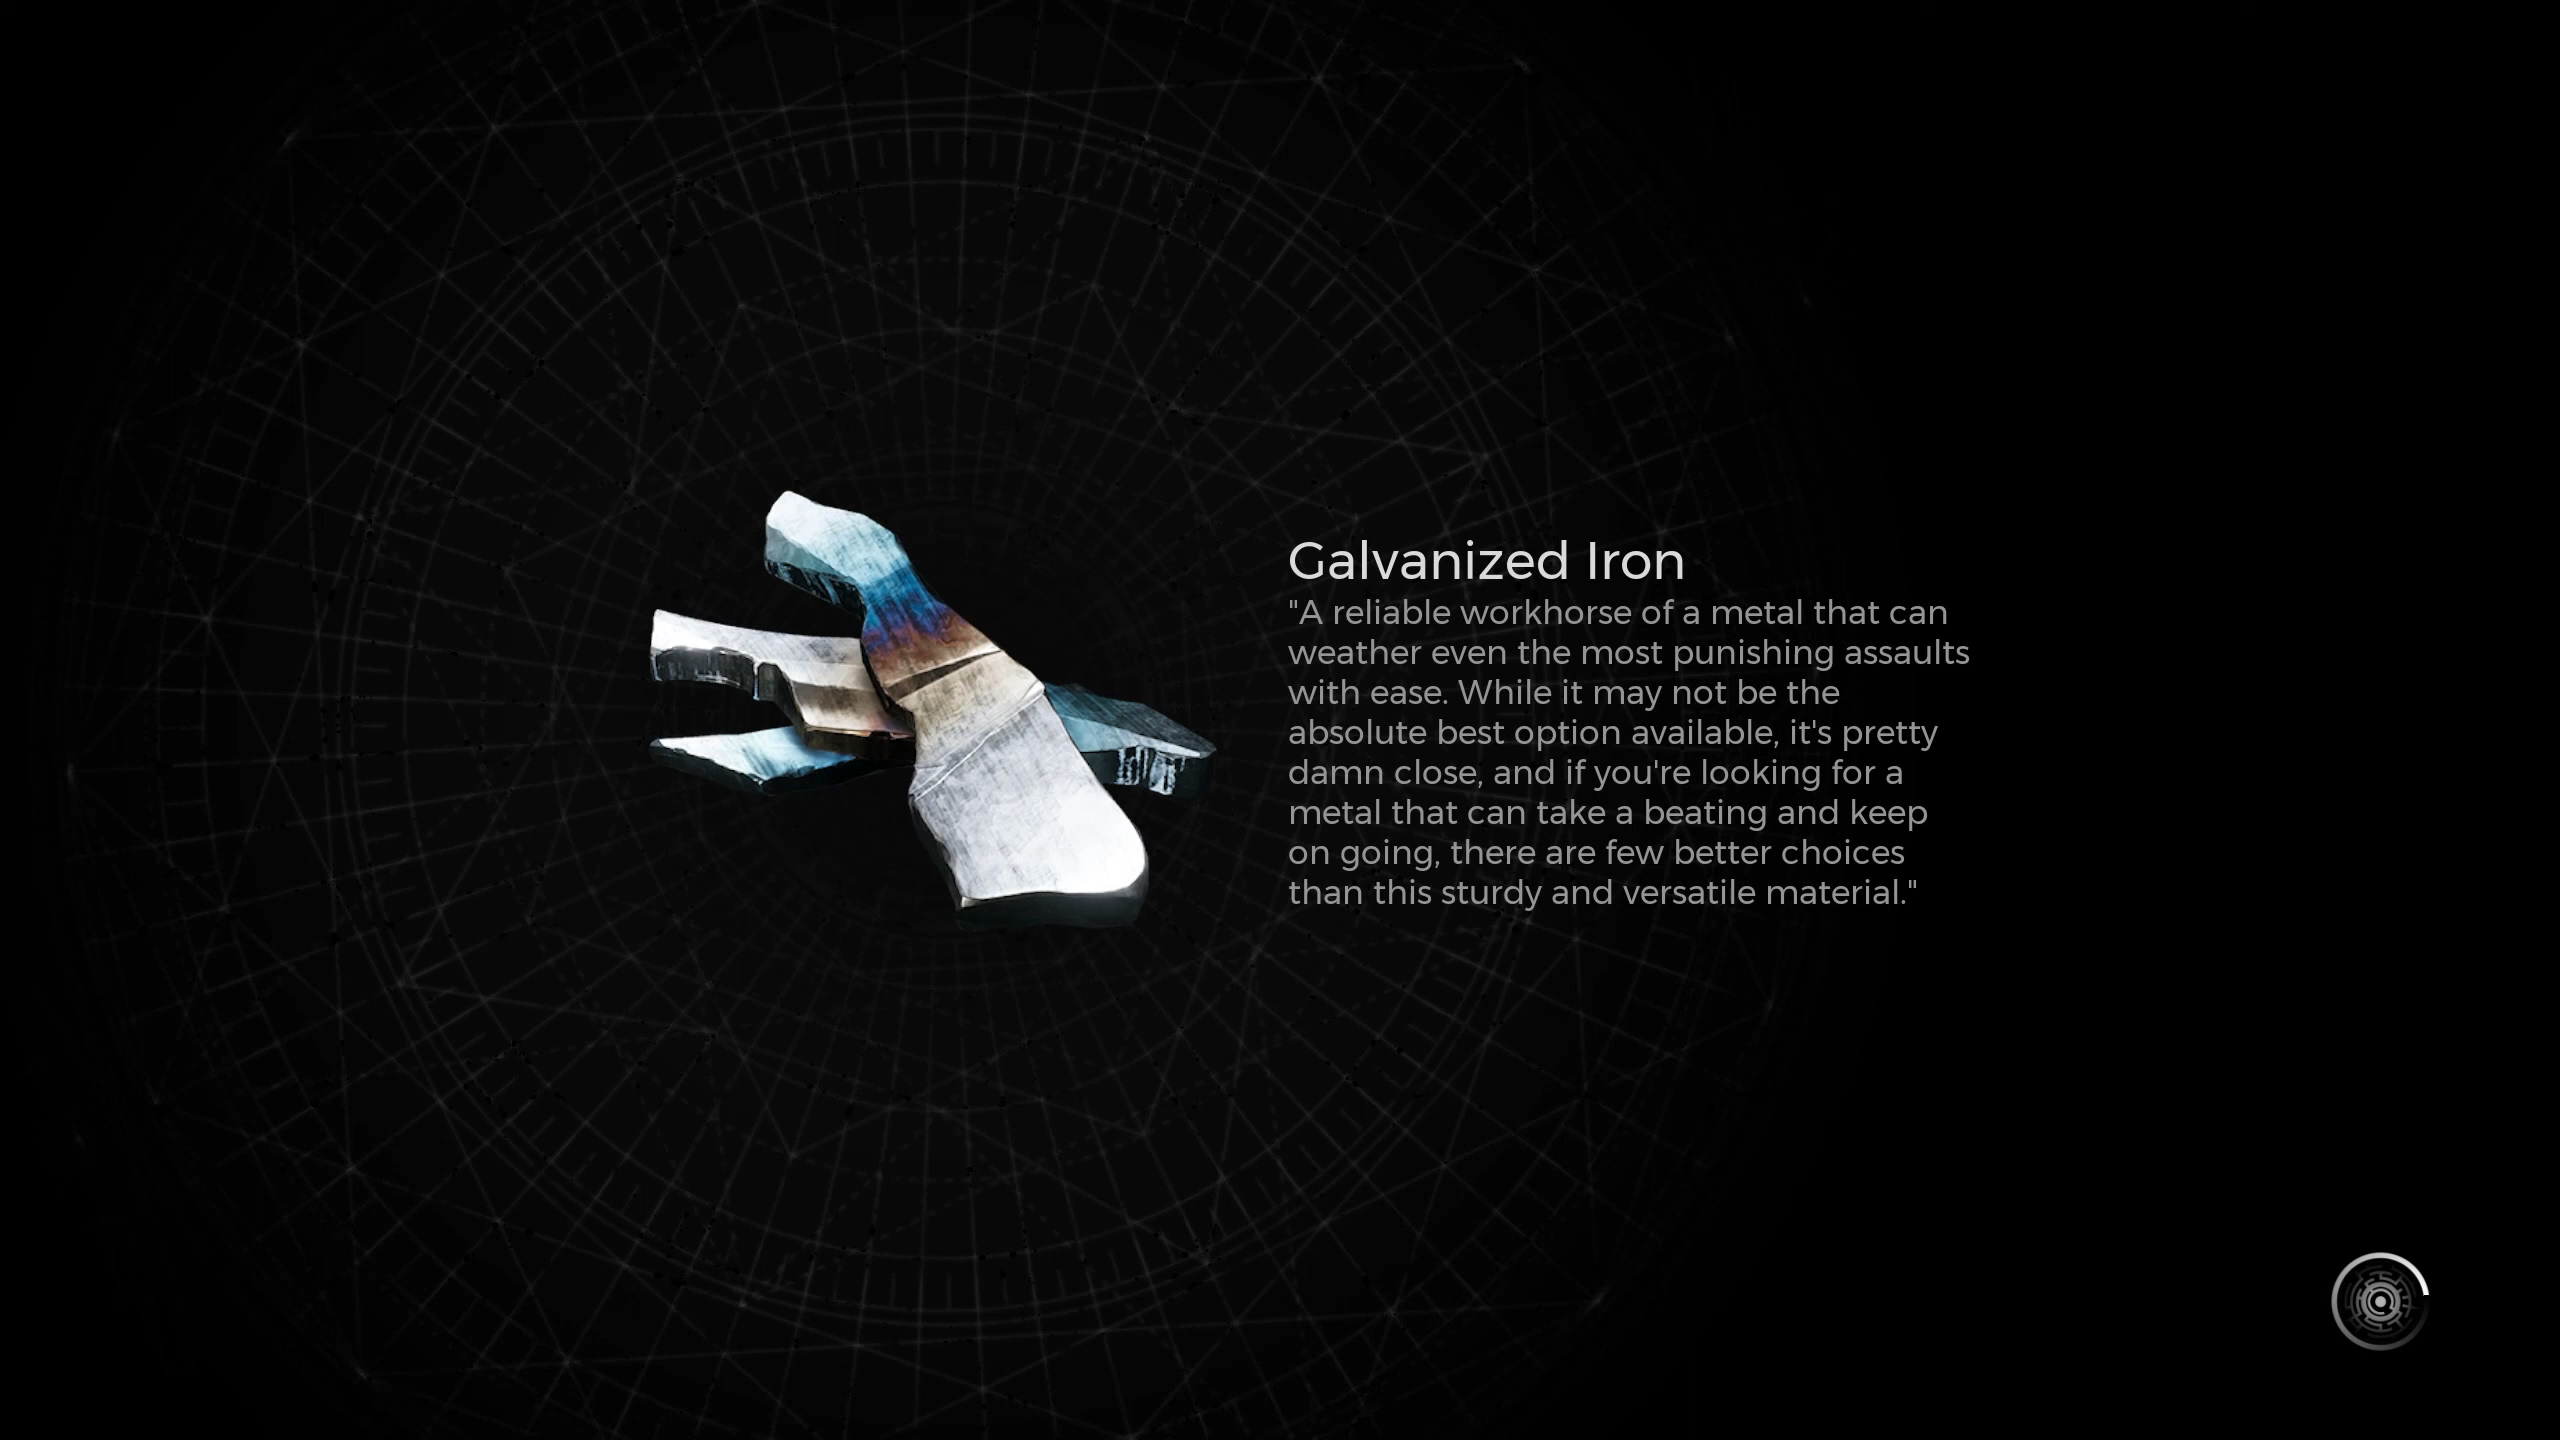 Galvanized Iron
"A reliable workhorse of a metal that can
weather even the most punishing assaults
with ease. While it may not be the
absolute best option available, it's pretty
damn close, and if you're looking for a
metal that can take a beating and keep
on going, there are few better choices
than this sturdy and versatile material."